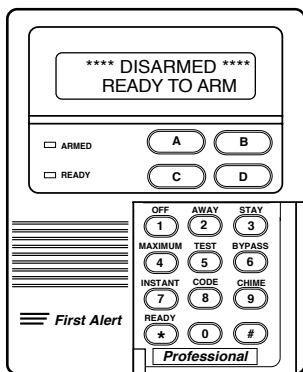 **** DISARMED ****
READY TO ARM
A B
ARMED
C D
READY
OFF AWAY STAY
1 2 3
MAXIMUM TEST BYPASS
4 5 6
INSTANT CODE CHIME
7 8 9
READY
* 0 #
First Alert
Professional